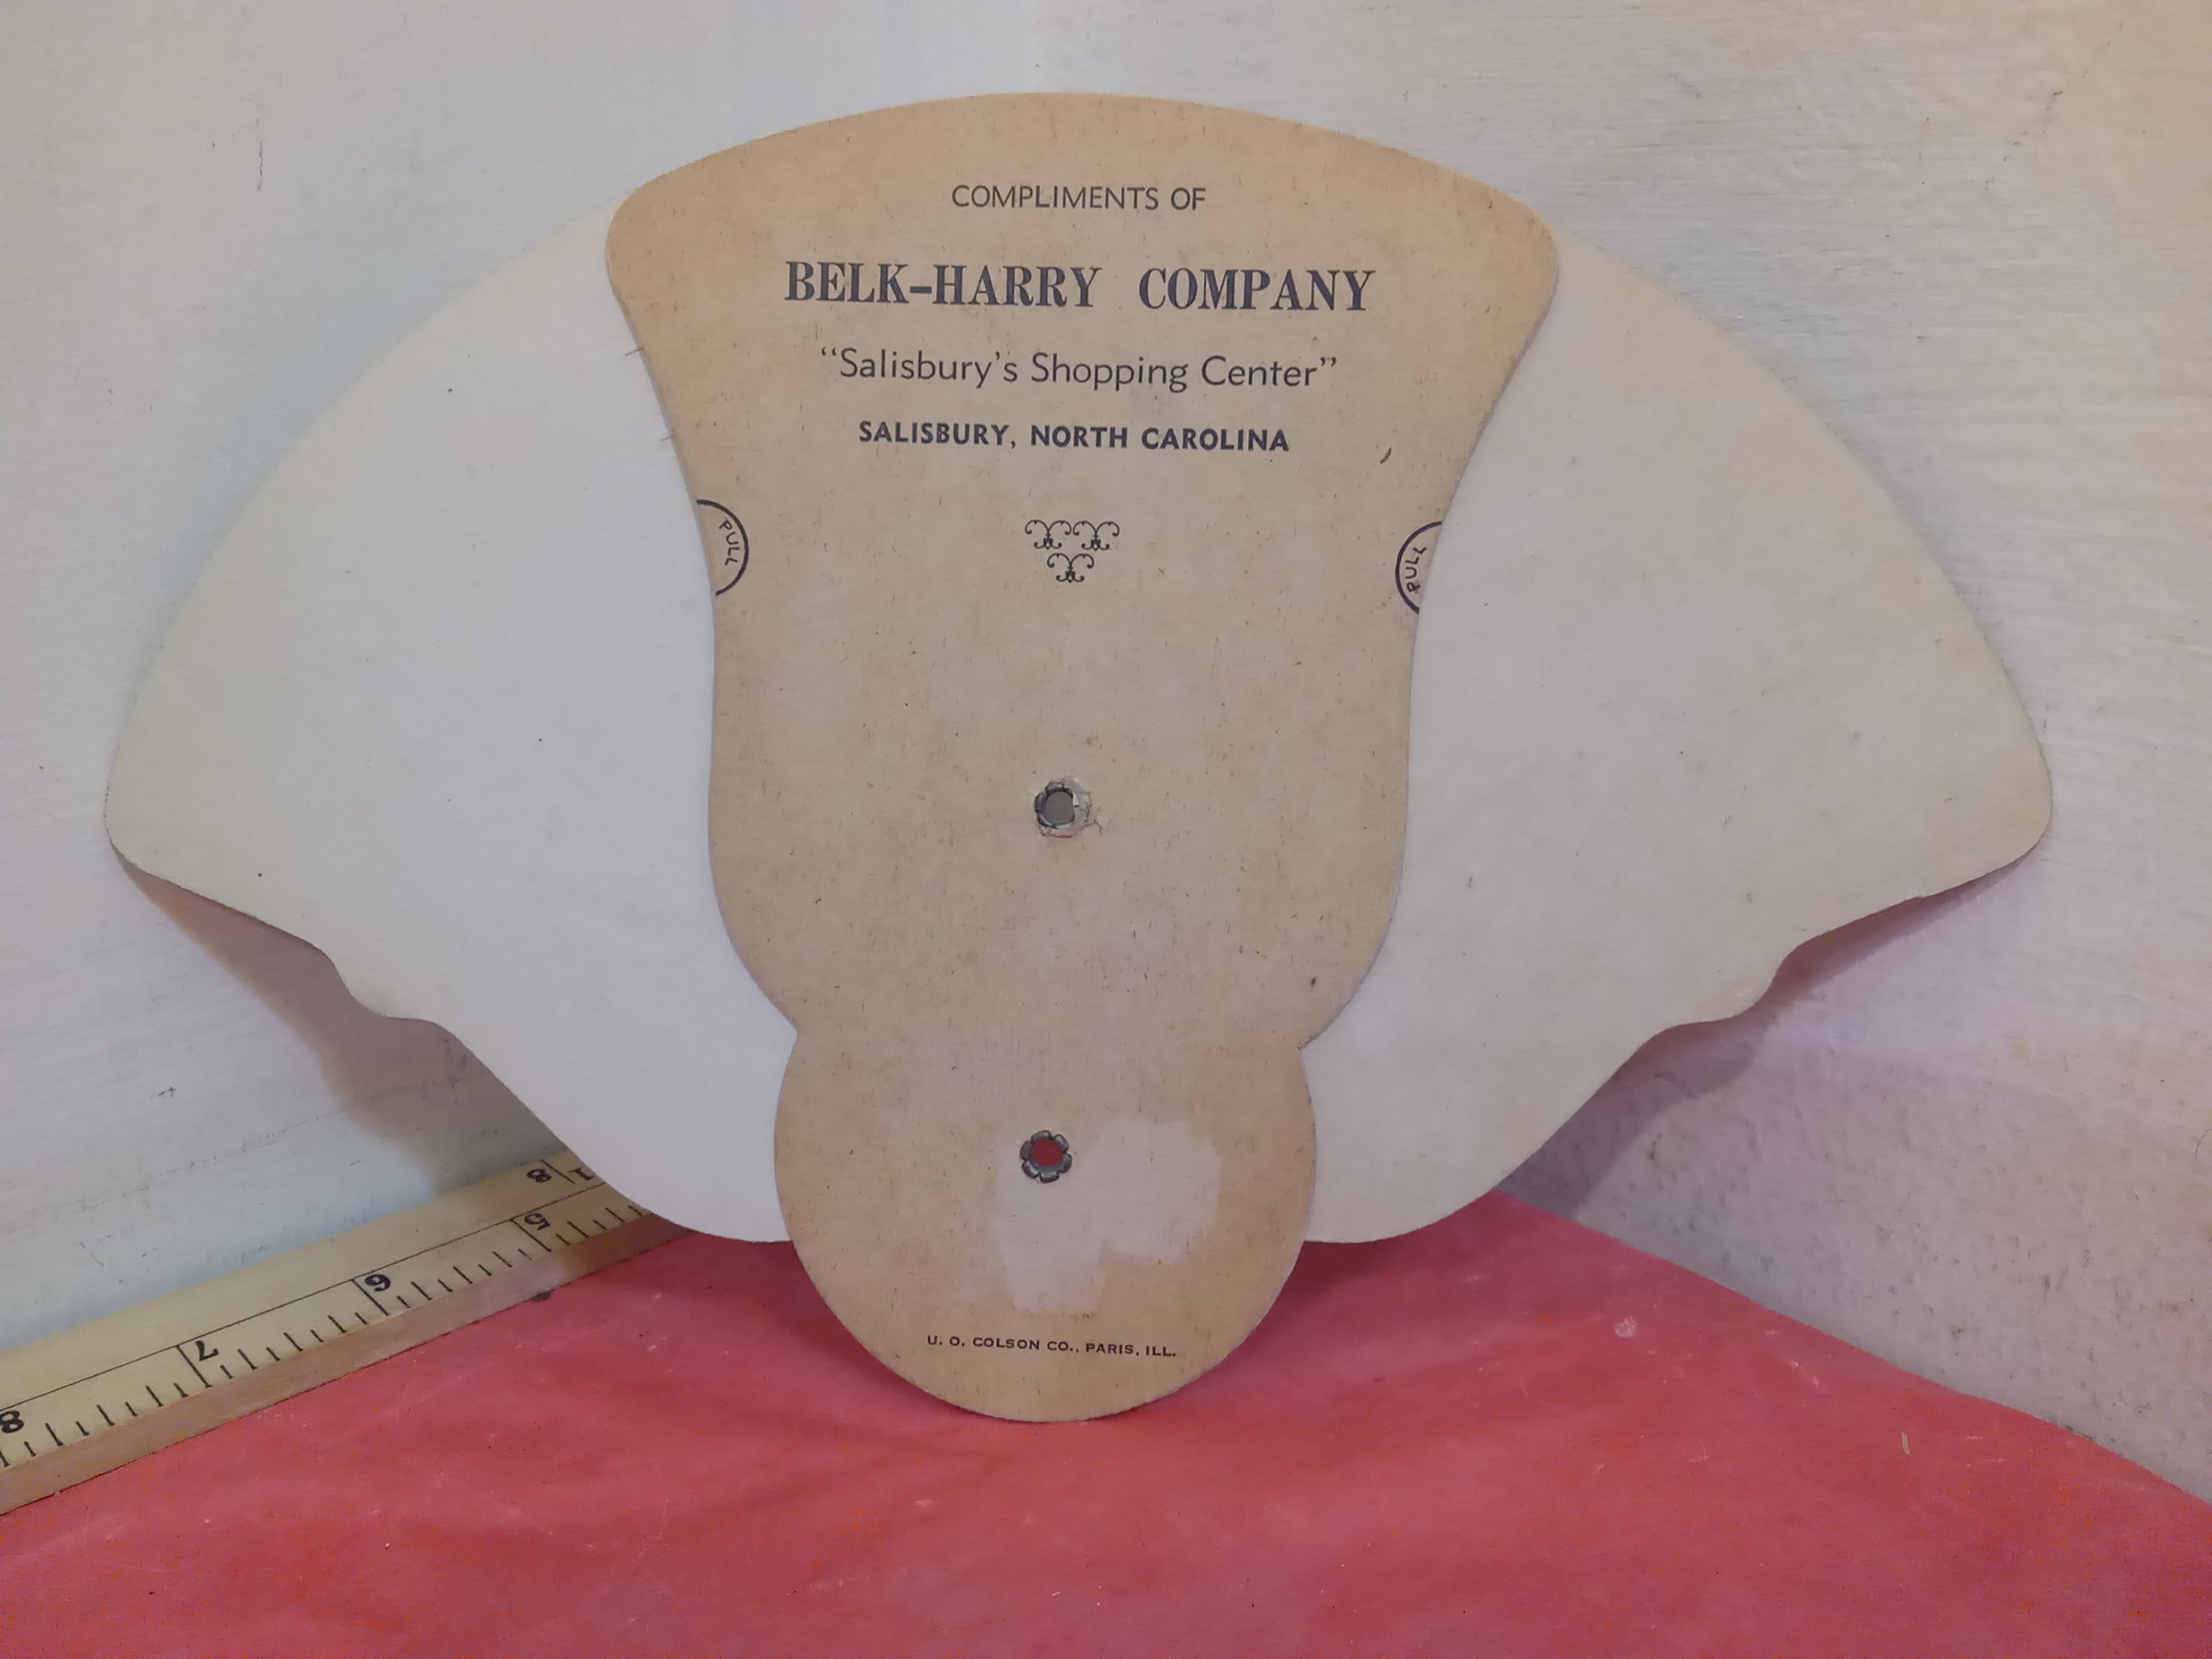 COMPLIMENTS OF
BELK-HARRY COMPANY
“Salisbury's Shopping Center”
SALISBURY, NORTH CAROLINA
PULL
PULL
U. O. COLSON CO., PARIS, ILL.
8
7
6
5
8 1